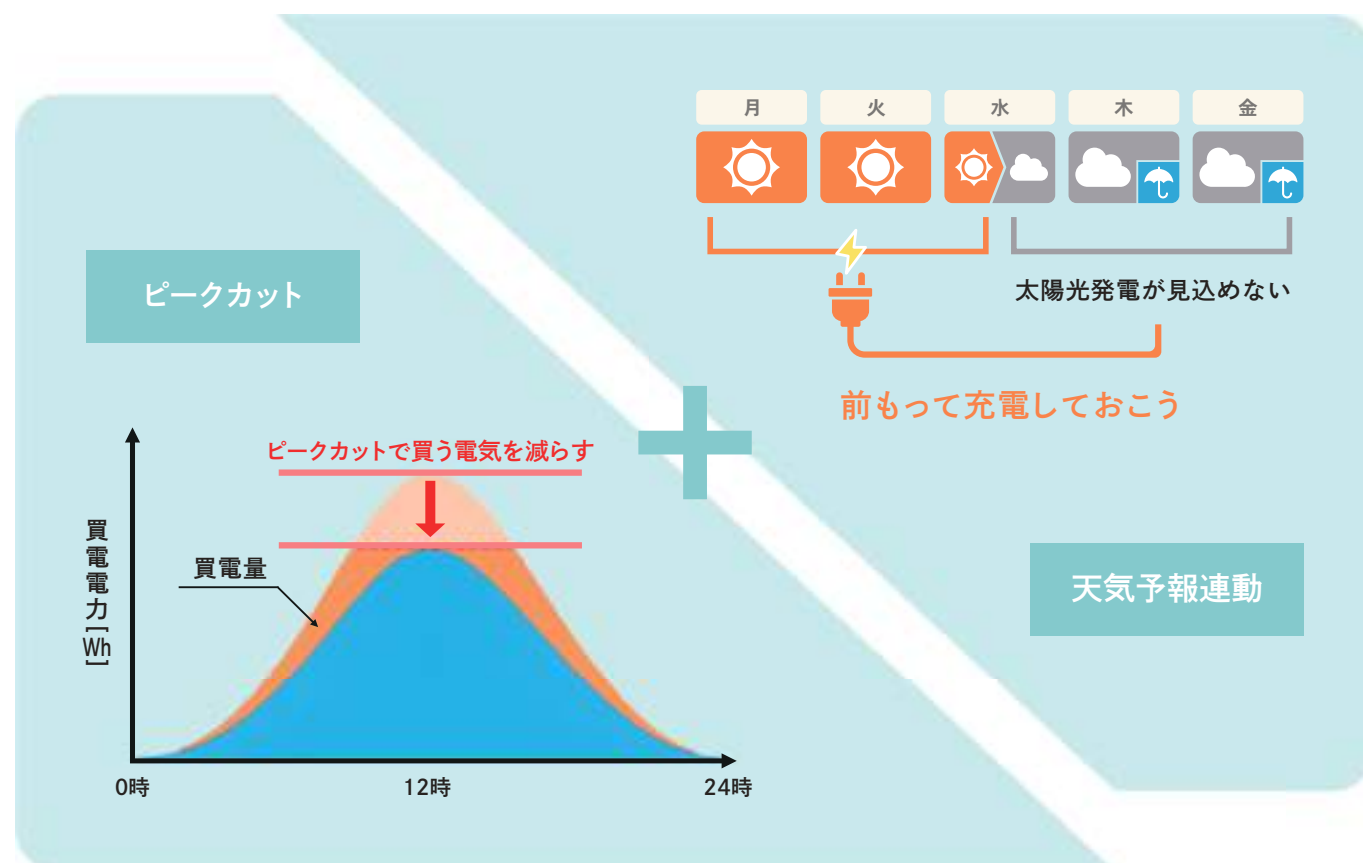 ピークカット
ピークカットで買う電気を減らす
買電電力[Wh]
買電量
0時 12時 24時
月 火 水 木 金
太陽光発電が見込めない
前もって充電しておこう
天気予報連動